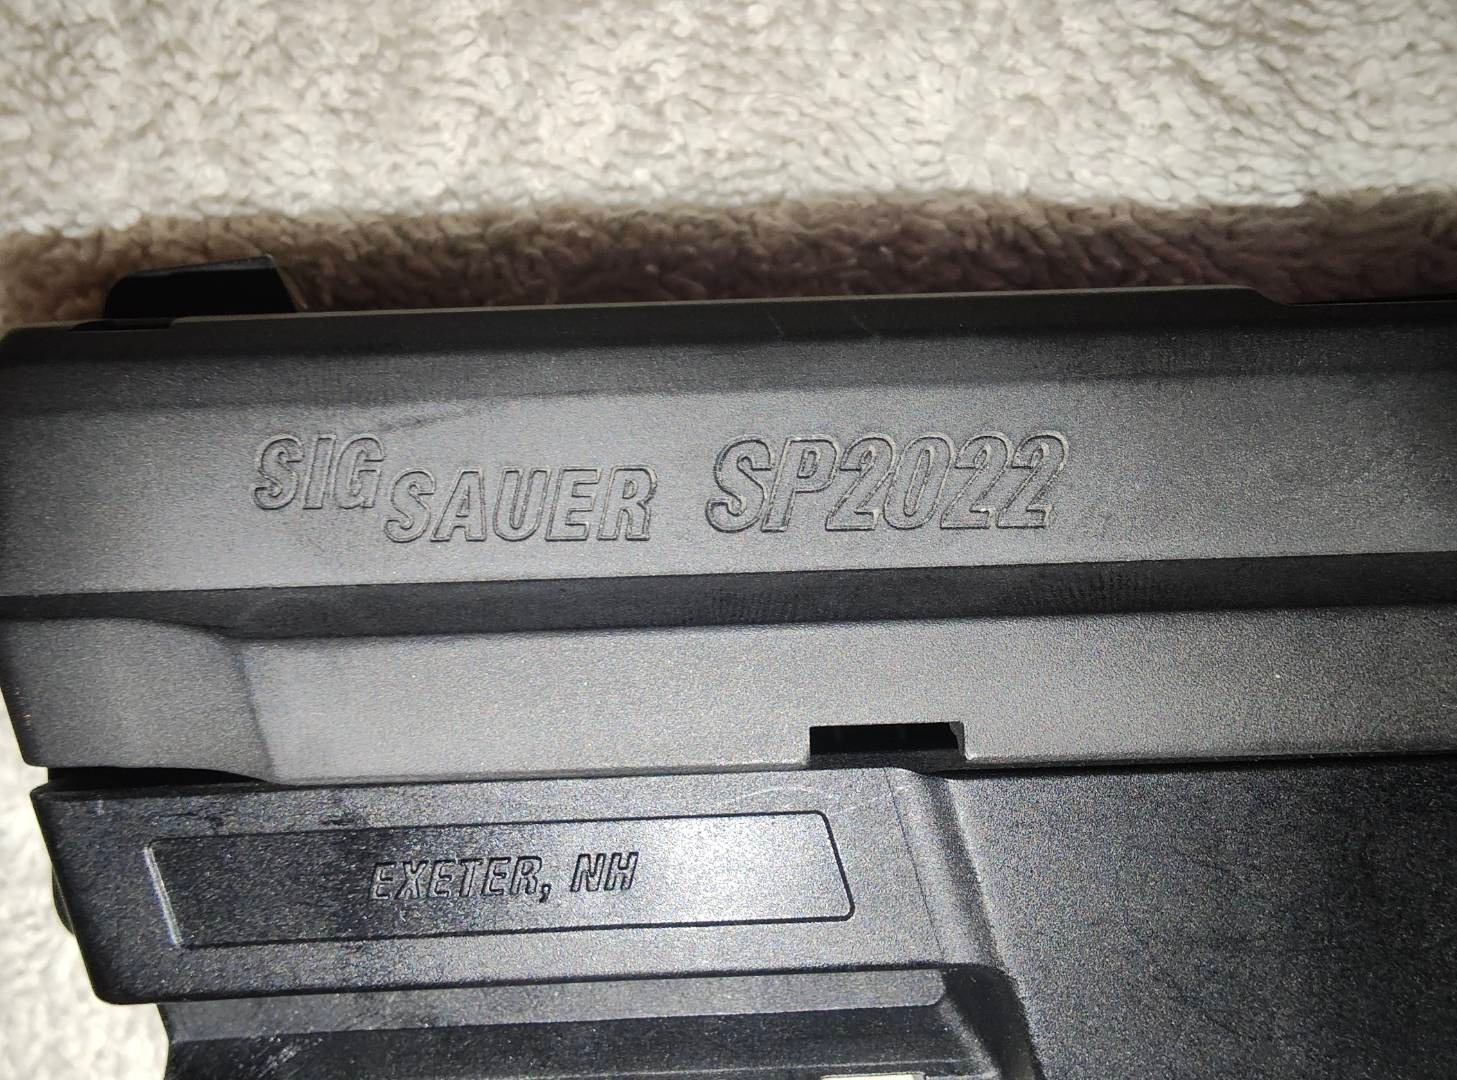 SIG SAUER SP2022
EXETER, NH